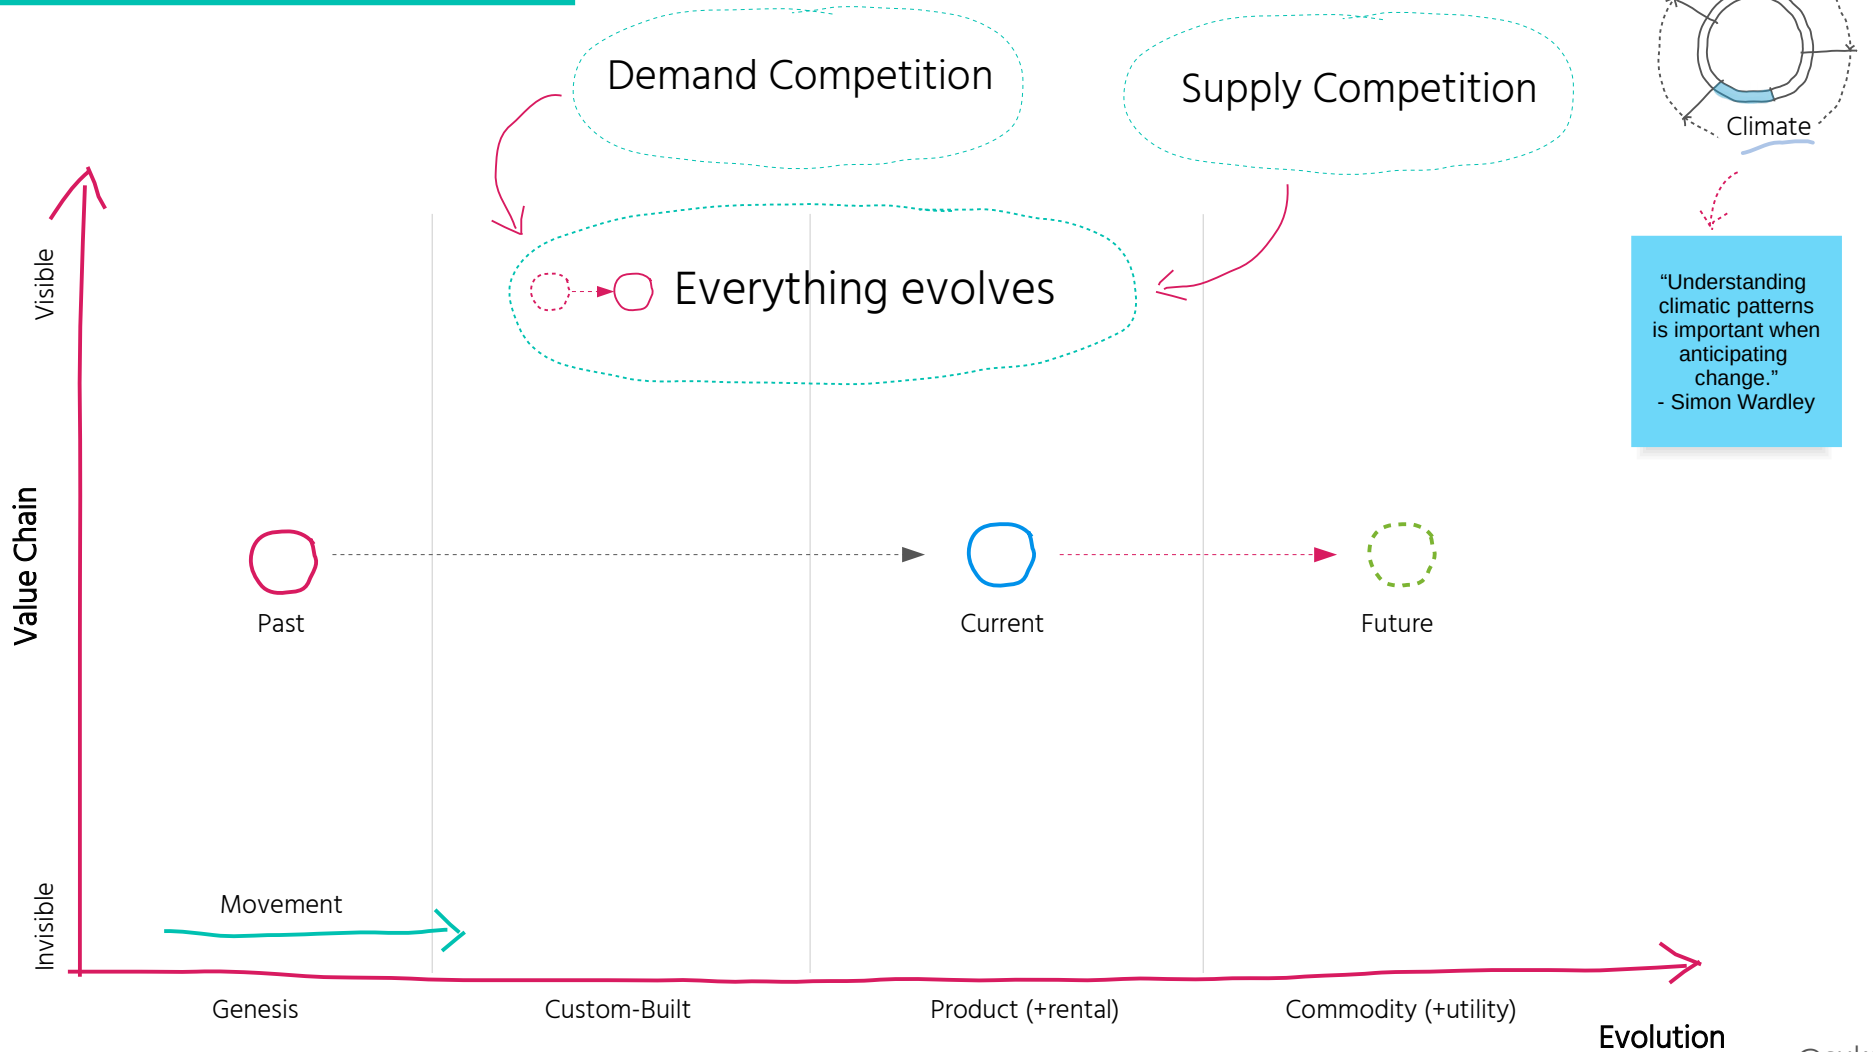 Demand Competition
Supply Competition
Climate
Everything evolves
“Understanding
climatic patterns
is important when
anticipating
change.”
- Simon Wardley
Visible
Value Chain
Invisible
Past
Current
Future
Movement
Genesis
Custom-Built
Product (+rental)
Commodity (+utility)
Evolution